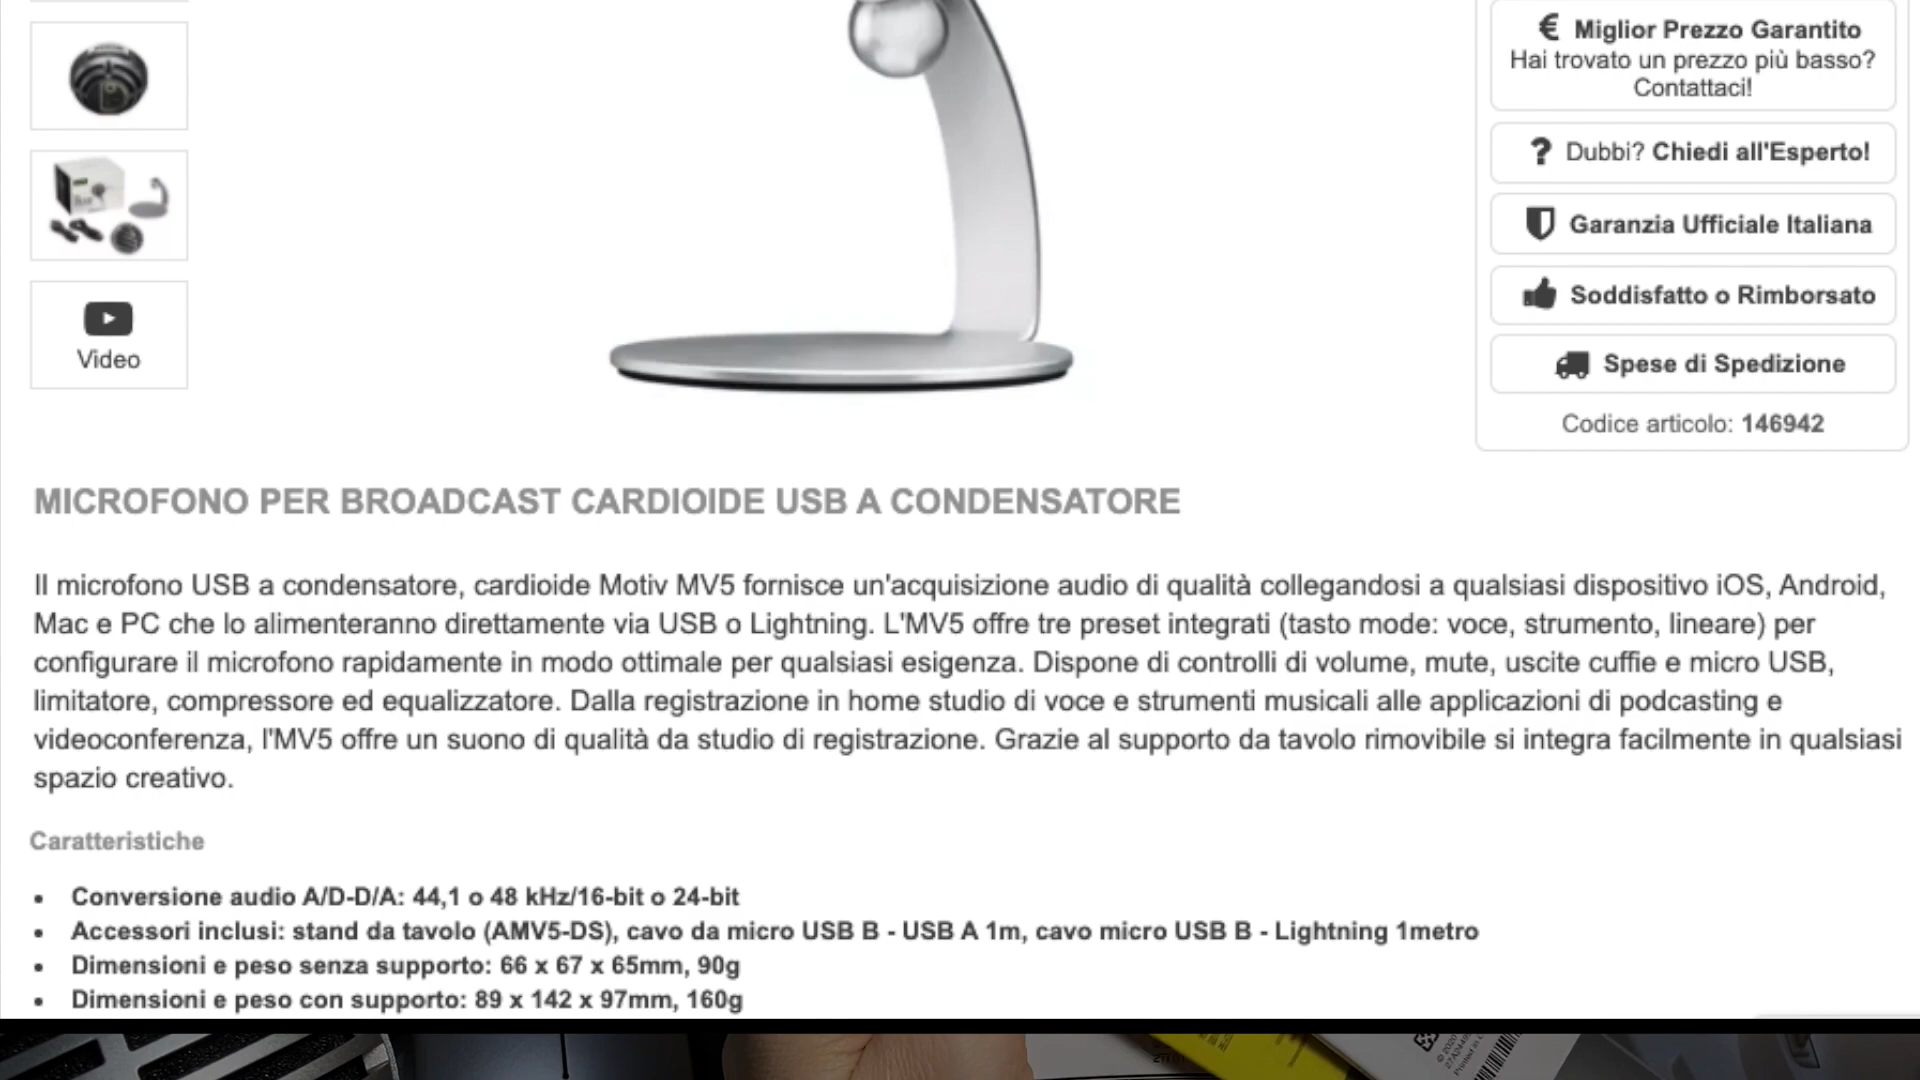 Miglior Prezzo Garantito
Hai trovato un prezzo più basso?
Contattaci!
Dubbi? Chiedi all'Esperto!
Garanzia Ufficiale Italiana
Soddisfatto o Rimborsato
Spese di Spedizione
Codice articolo: 146942
Video
MICROFONO PER BROADCAST CARDIOIDE USB A CONDENSATORE
Il microfono USB a condensatore, cardioide Motiv MV5 fornisce un'acquisizione audio di qualità collegandosi a qualsiasi dispositivo iOS, Android,
Mac e PC che lo alimenteranno direttamente via USB o Lightning. L'MV5 offre tre preset integrati (tasto mode: voce, strumento, lineare) per
configurare il microfono rapidamente in modo ottimale per qualsiasi esigenza. Dispone di controlli di volume, mute, uscite cuffie e micro USB,
limitatore, compressore ed equalizzatore. Dalla registrazione in home studio di voce e strumenti musicali alle applicazioni di podcasting e
videoconferenza, l'MV5 offre un suono di qualità da studio di registrazione. Grazie al supporto da tavolo rimovibile si integra facilmente in qualsiasi
spazio creativo.
Caratteristiche
• Conversione audio A/D-D/A: 44,1 o 48 kHz/16-bit o 24-bit
• Accessori inclusi: stand da tavolo (AMV5-DS), cavo da micro USB B - USB A 1m, cavo micro USB B - Lightning 1metro
• Dimensioni e peso senza supporto: 66 x 67 x 65mm, 90g
• Dimensioni e peso con supporto: 89 x 142 x 97mm, 160g